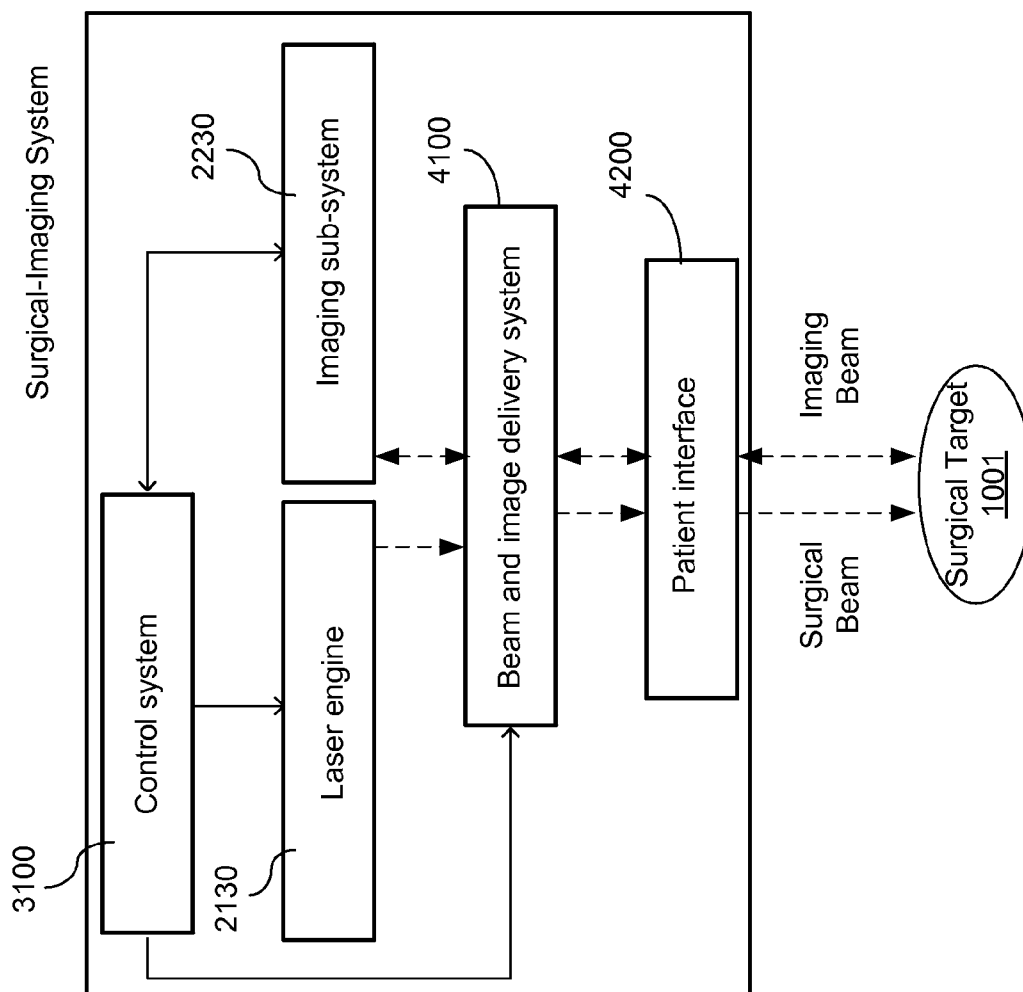 Surgical-Imaging System
3100
Control system
2130
Laser engine
2230
Imaging sub-system
4100
Beam and image delivery system
4200
Patient interface
Surgical
Beam
Imaging
Beam
Surgical Target
1001